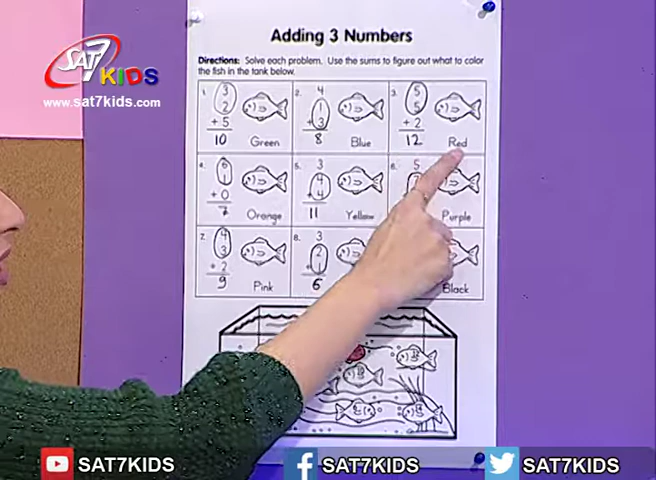 Adding 3 Numbers
Directions: Solve each problem. Use the sums to figure out what to color
the fish in the tank below.
SAT7
KIDS
www.sat7kids.com
1.
3
2
+ 5
10
Green
2.
4
1
+ 3
8
Blue
3.
5
5
+ 2
12
Red
4.
6
1
+ 0
7
Orange
5.
3
4
+ 4
11
Yellow
6.
5
Purple
7.
4
3
+ 2
9
Pink
8.
3
2
+ 1
6
Black
SAT7KIDS
SAT7KIDS
SAT7KIDS